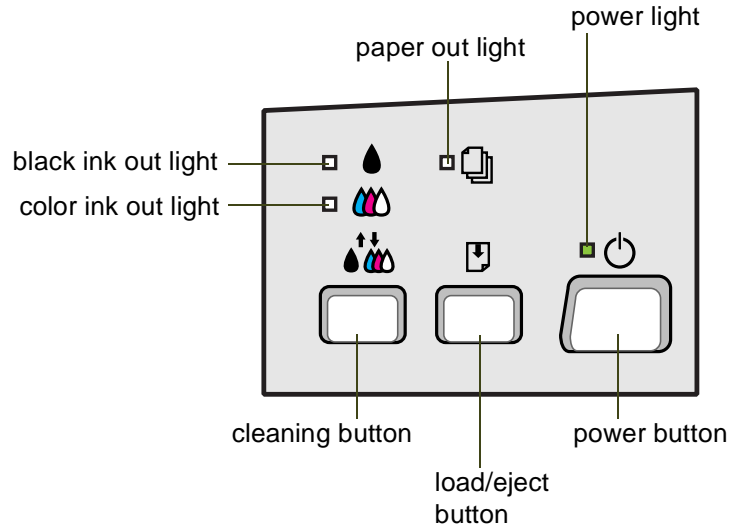 power light
paper out light
black ink out light
color ink out light
cleaning button
power button
load/eject
button